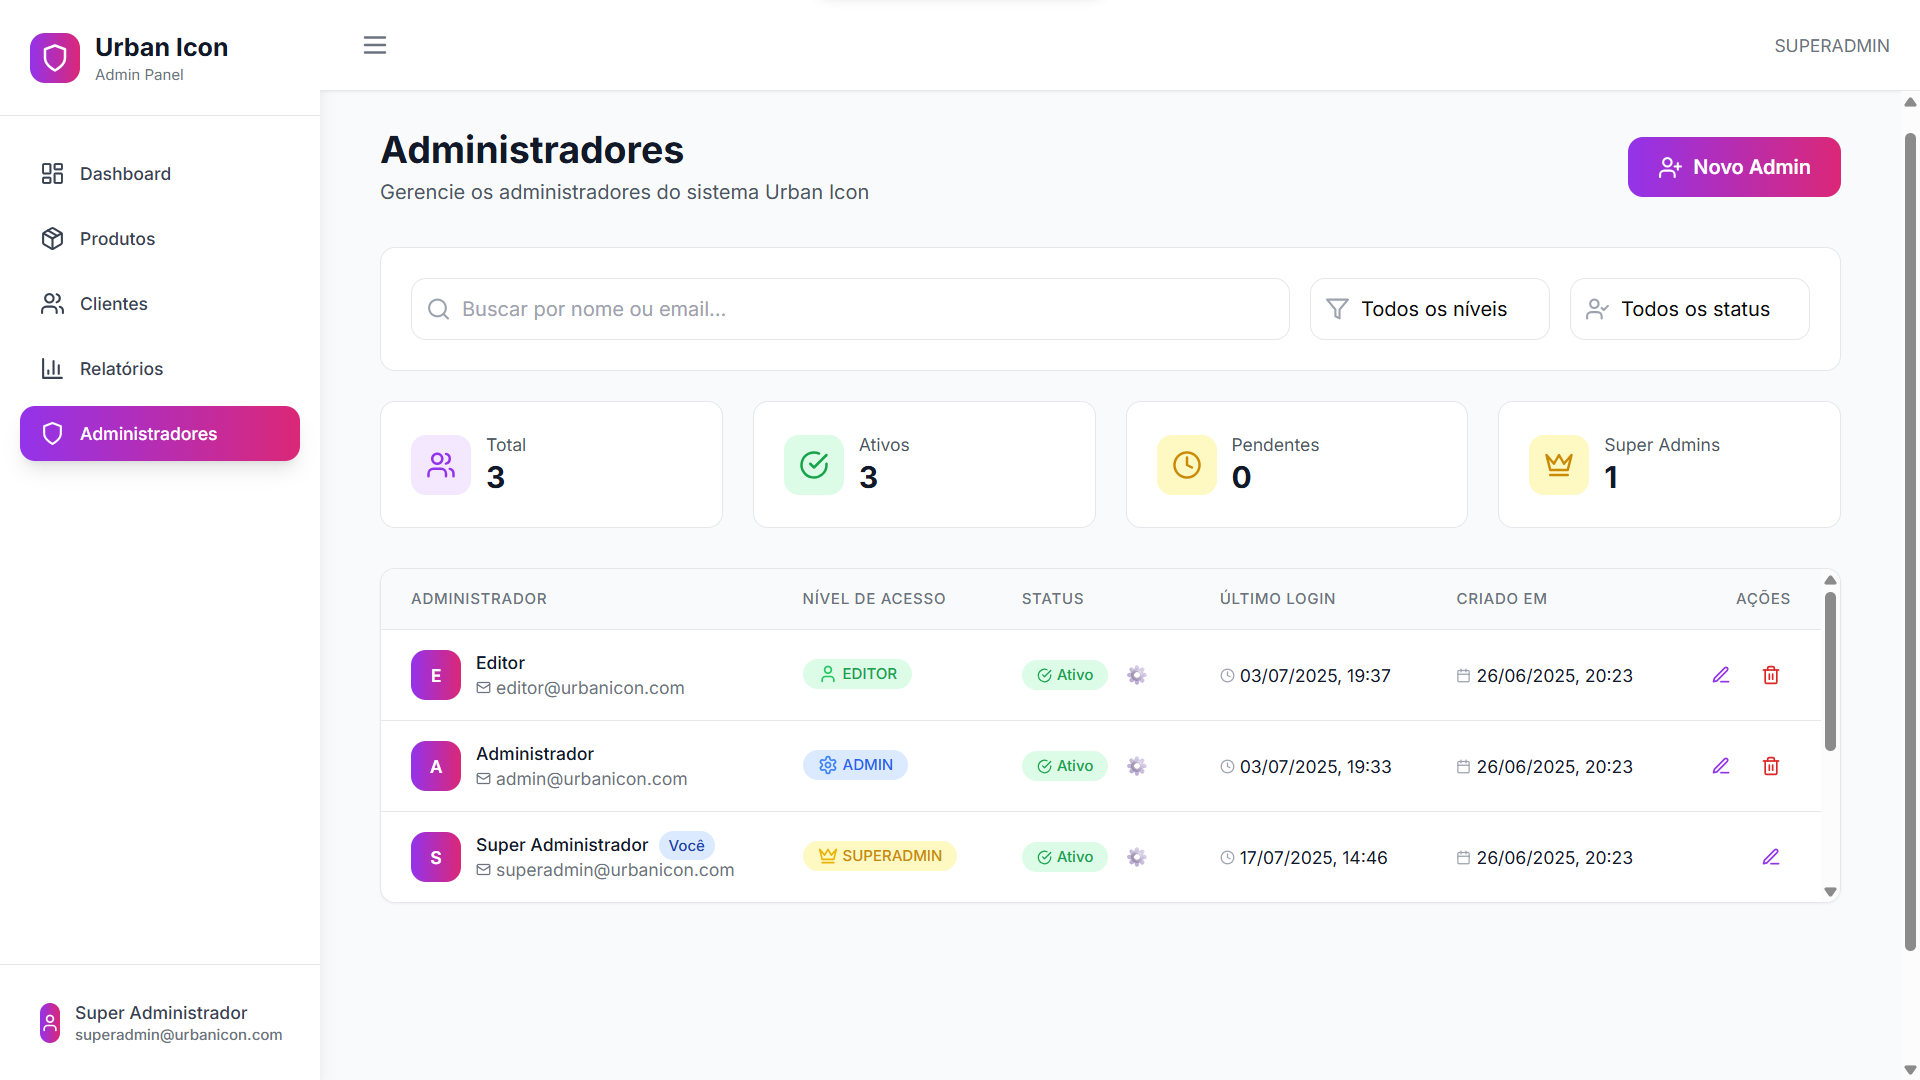 Urban Icon
Admin Panel
SUPERADMIN
Dashboard
Produtos
Clientes
Relatórios
Administradores
Super Administrador
superadmin@urbanicon.com
Administradores
Gerencie os administradores do sistema Urban Icon
Novo Admin
Buscar por nome ou email...
Todos os níveis
Todos os status
Total
3
Ativos
3
Pendentes
0
Super Admins
1
ADMINISTRADOR NÍVEL DE ACESSO STATUS ÚLTIMO LOGIN CRIADO EM AÇÕES
E
Editor
editor@urbanicon.com
EDITOR
Ativo
03/07/2025, 19:37
26/06/2025, 20:23
A
Administrador
admin@urbanicon.com
ADMIN
Ativo
03/07/2025, 19:33
26/06/2025, 20:23
S
Super Administrador Você
superadmin@urbanicon.com
SUPERADMIN
Ativo
17/07/2025, 14:46
26/06/2025, 20:23